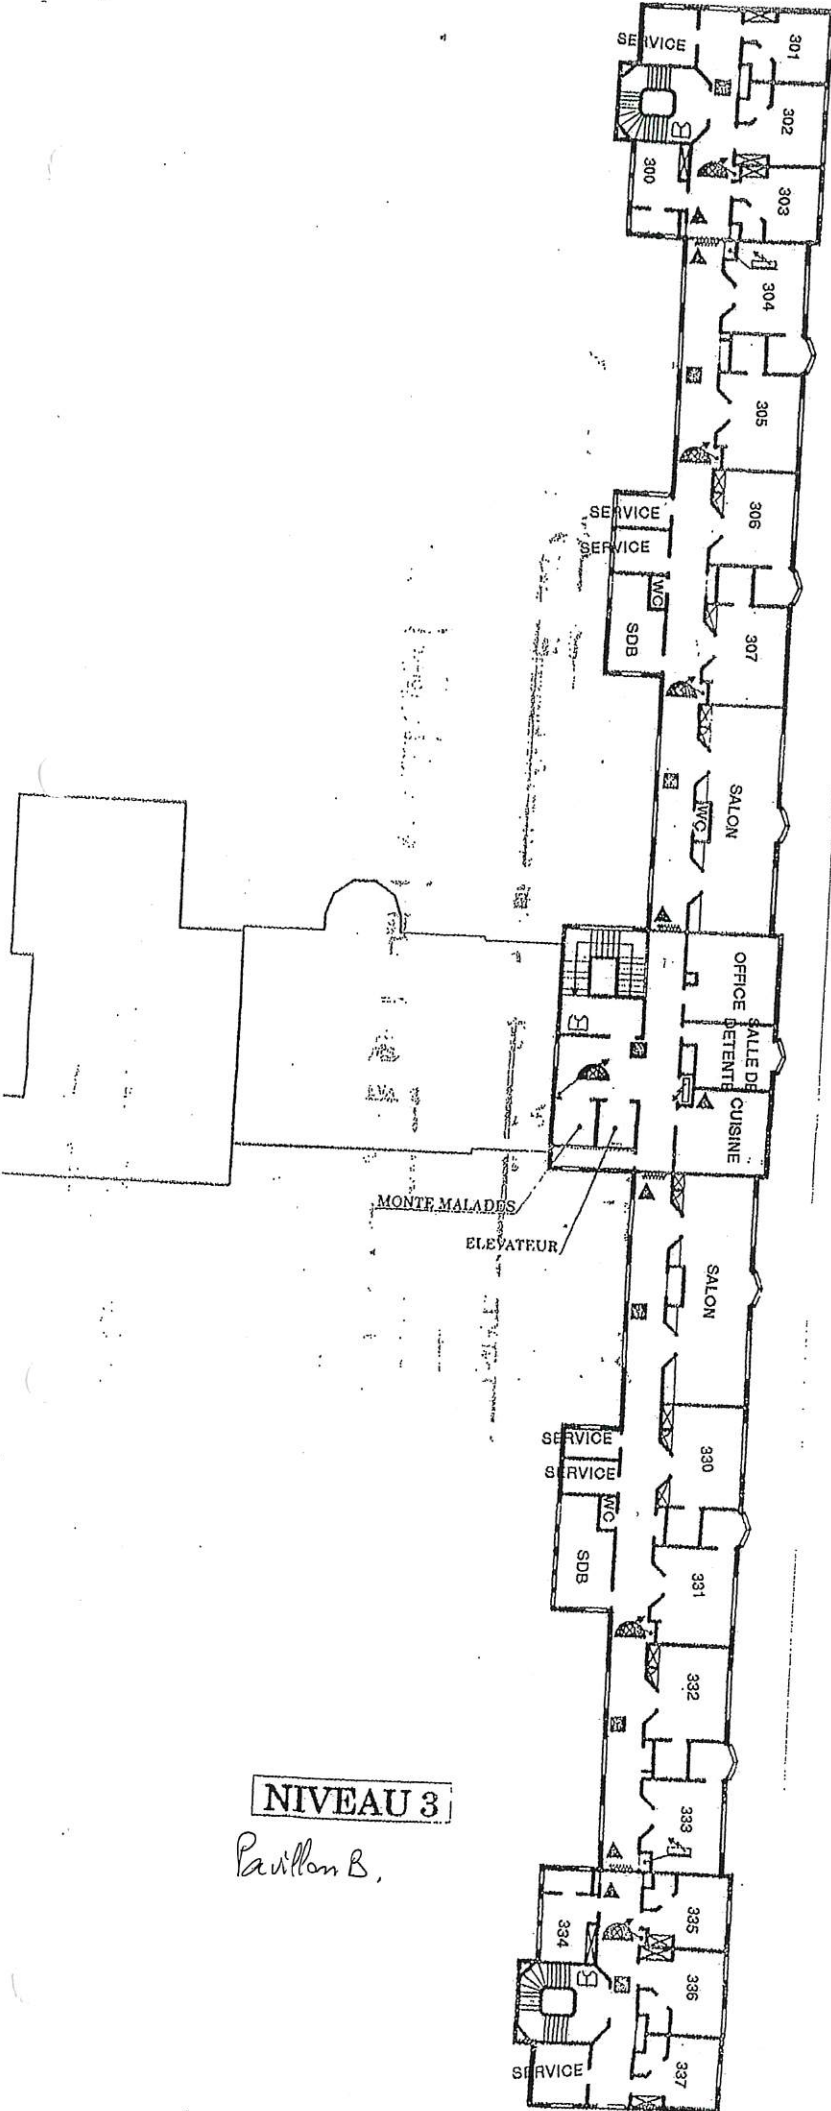 SERVICE
301
302
300
303
304
305
SERVICE
306
SERVICE
WC
SDB
307
SALON
WC
OFFICE
SALLE DE
DETENTE
CUISINE
MONTE MALADES
ELEVATEUR
SALON
SERVICE
330
SERVICE
WC
SDB
331
332
NIVEAU 3
Pavillon B.
333
335
334
336
337
SERVICE